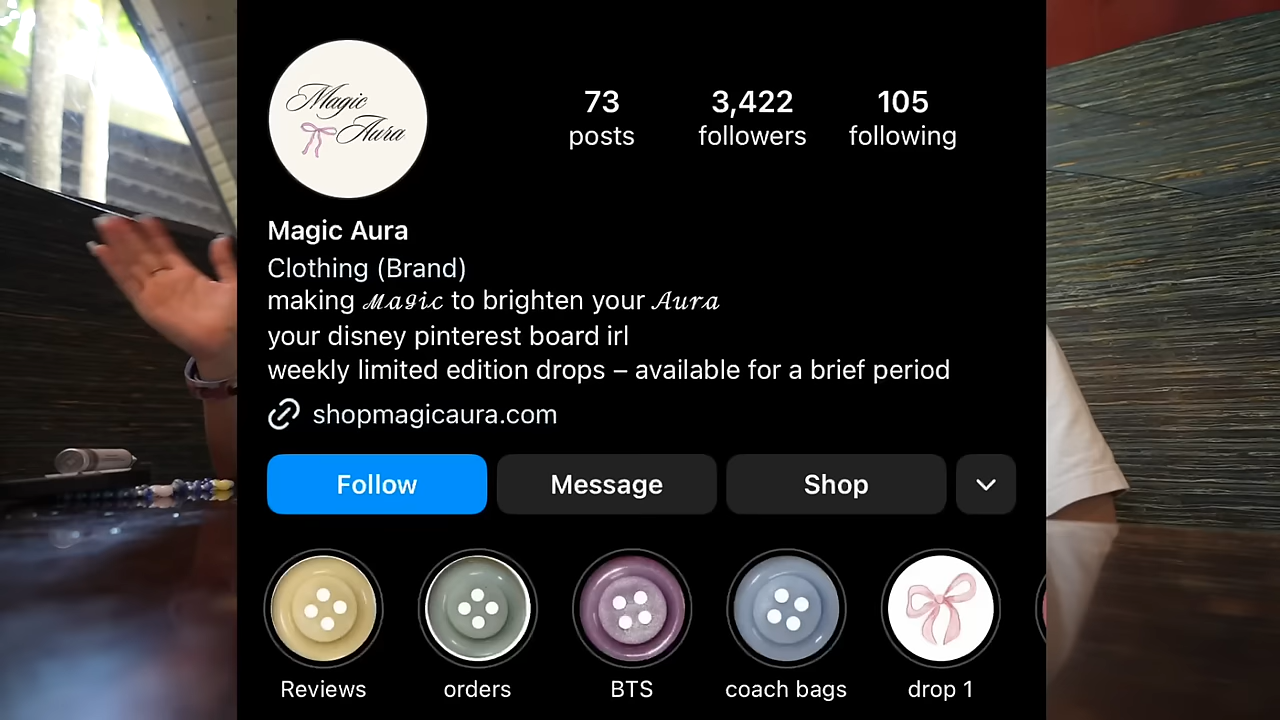 Magic
Aura
73 posts
3,422 followers
105 following
Magic Aura
Clothing (Brand)
making 𝓜𝓪𝓰𝓲𝓬 to brighten your 𝓐𝓾𝓻𝓪
your disney pinterest board irl
weekly limited edition drops – available for a brief period
shopmagicaura.com
Follow
Message
Shop
Reviews
orders
BTS
coach bags
drop 1